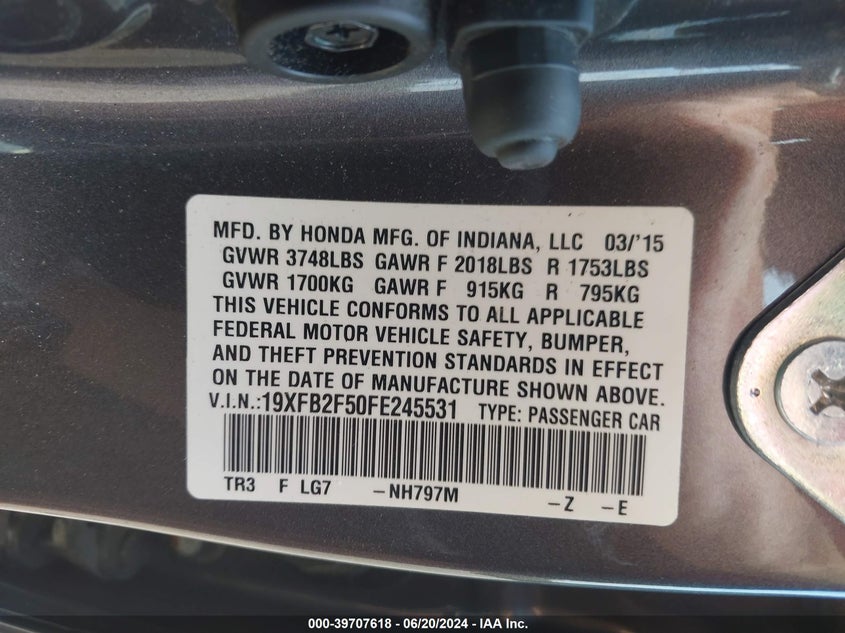 MFD. BY HONDA MFG. OF INDIANA, LLC 03/'15
GVWR 3748LBS GAWR F 2018LBS R 1753LBS
GVWR 1700KG GAWR F 915KG R 795KG
THIS VEHICLE CONFORMS TO ALL APPLICABLE
FEDERAL MOTOR VEHICLE SAFETY, BUMPER,
AND THEFT PREVENTION STANDARDS IN EFFECT
ON THE DATE OF MANUFACTURE SHOWN ABOVE.
V.I.N.:19XFB2F50FE245531 TYPE: PASSENGER CAR
TR3 F LG7 -NH797M -Z -E
000-39707618 - 06/20/2024 - IAA Inc.